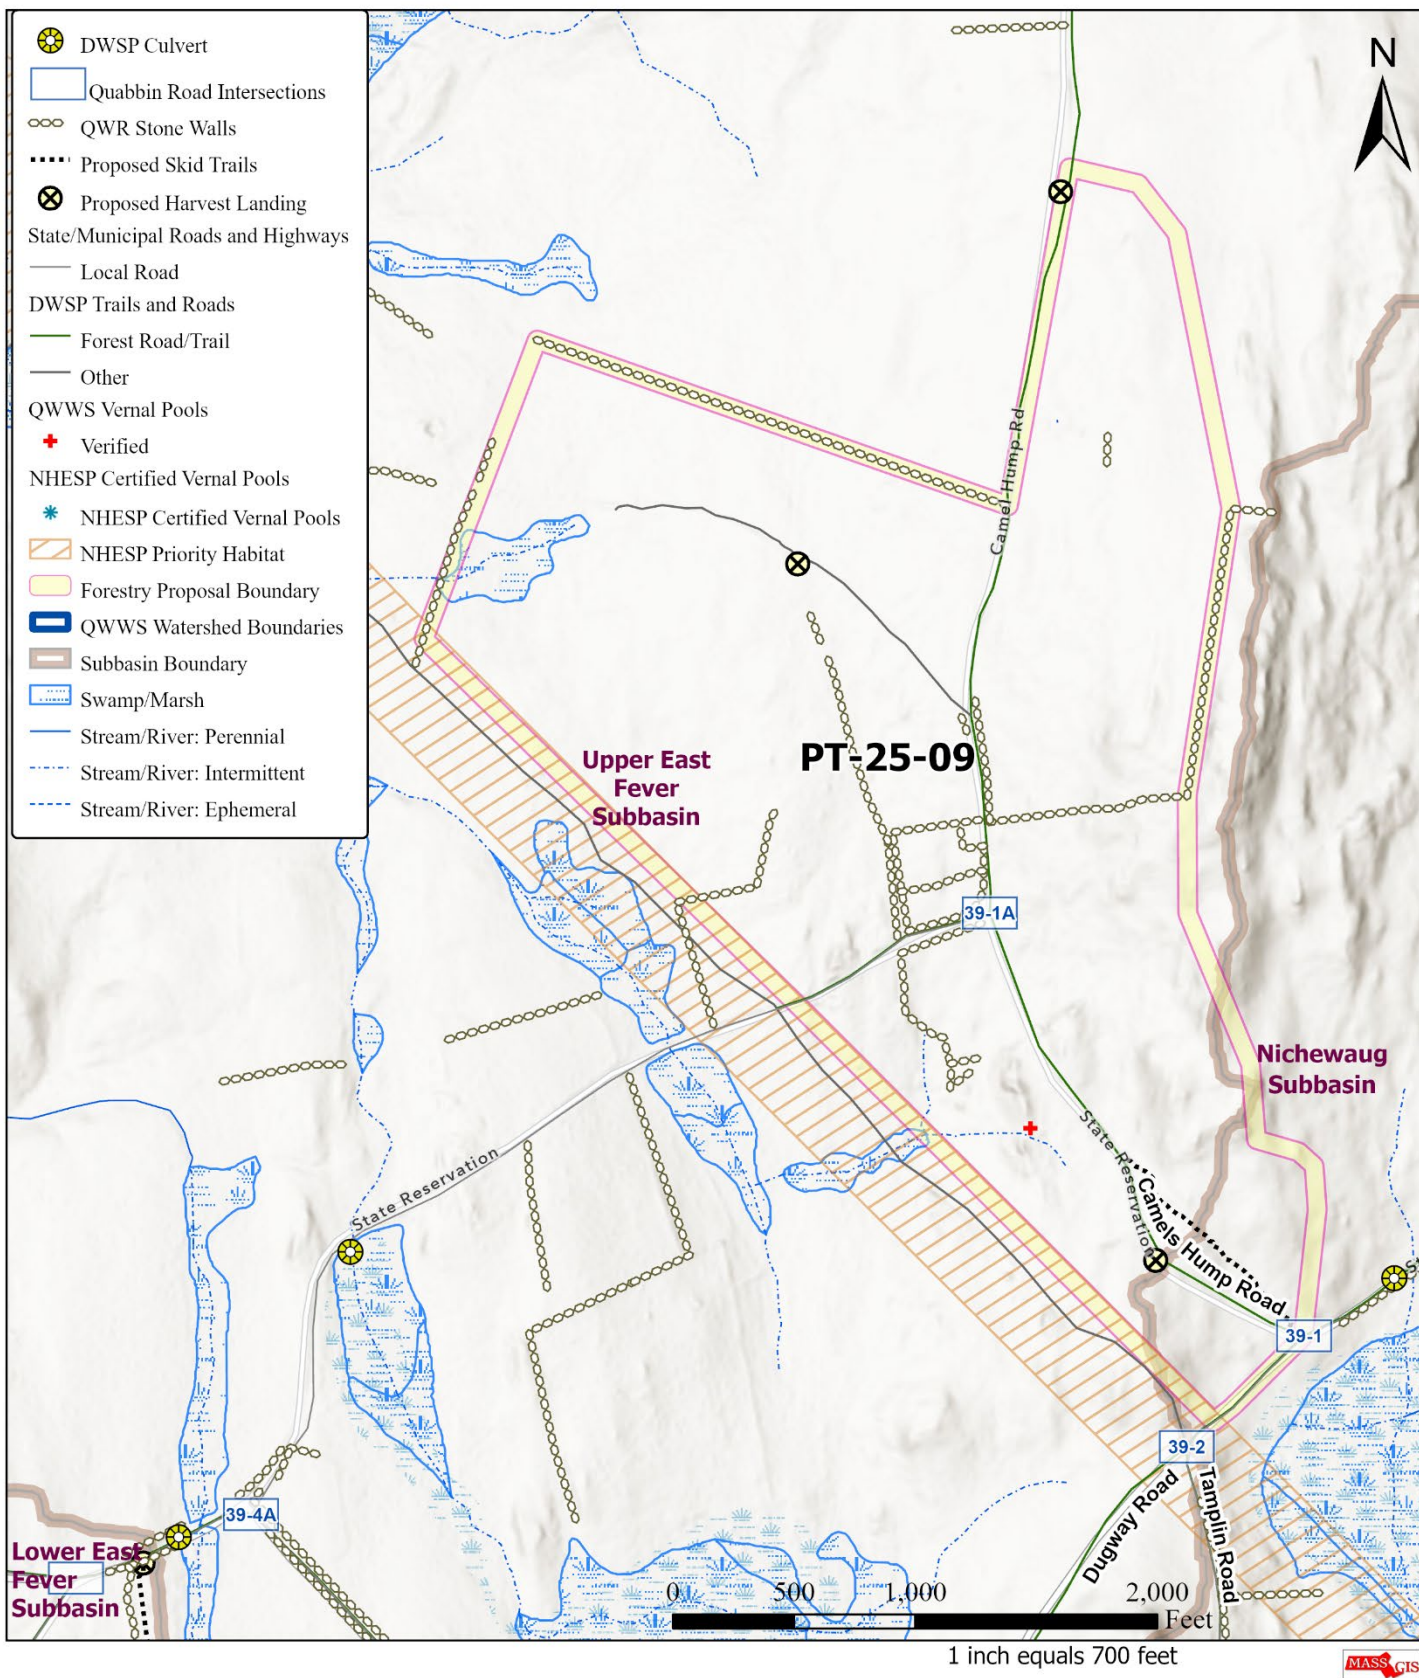 DWSP Culvert
Quabbin Road Intersections
QWR Stone Walls
Proposed Skid Trails
Proposed Harvest Landing
State/Municipal Roads and Highways
Local Road
DWSP Trails and Roads
Forest Road/Trail
Other
QWWS Vernal Pools
Verified
NHESP Certified Vernal Pools
NHESP Certified Vernal Pools
NHESP Priority Habitat
Forestry Proposal Boundary
QWWS Watershed Boundaries
Subbasin Boundary
Swamp/Marsh
Stream/River: Perennial
Stream/River: Intermittent
Stream/River: Ephemeral
N
Camel-Hump-Rd
PT-25-09
Upper East
Fever
Subbasin
39-1A
Nichewaug
Subbasin
State Reservation
State Reservation
Camels Hump Road
39-1
39-2
Dugway Road
Tamplin Road
39-4A
Lower East
Fever
Subbasin
0 500 1,000 2,000
Feet
1 inch equals 700 feet
MASSGIS